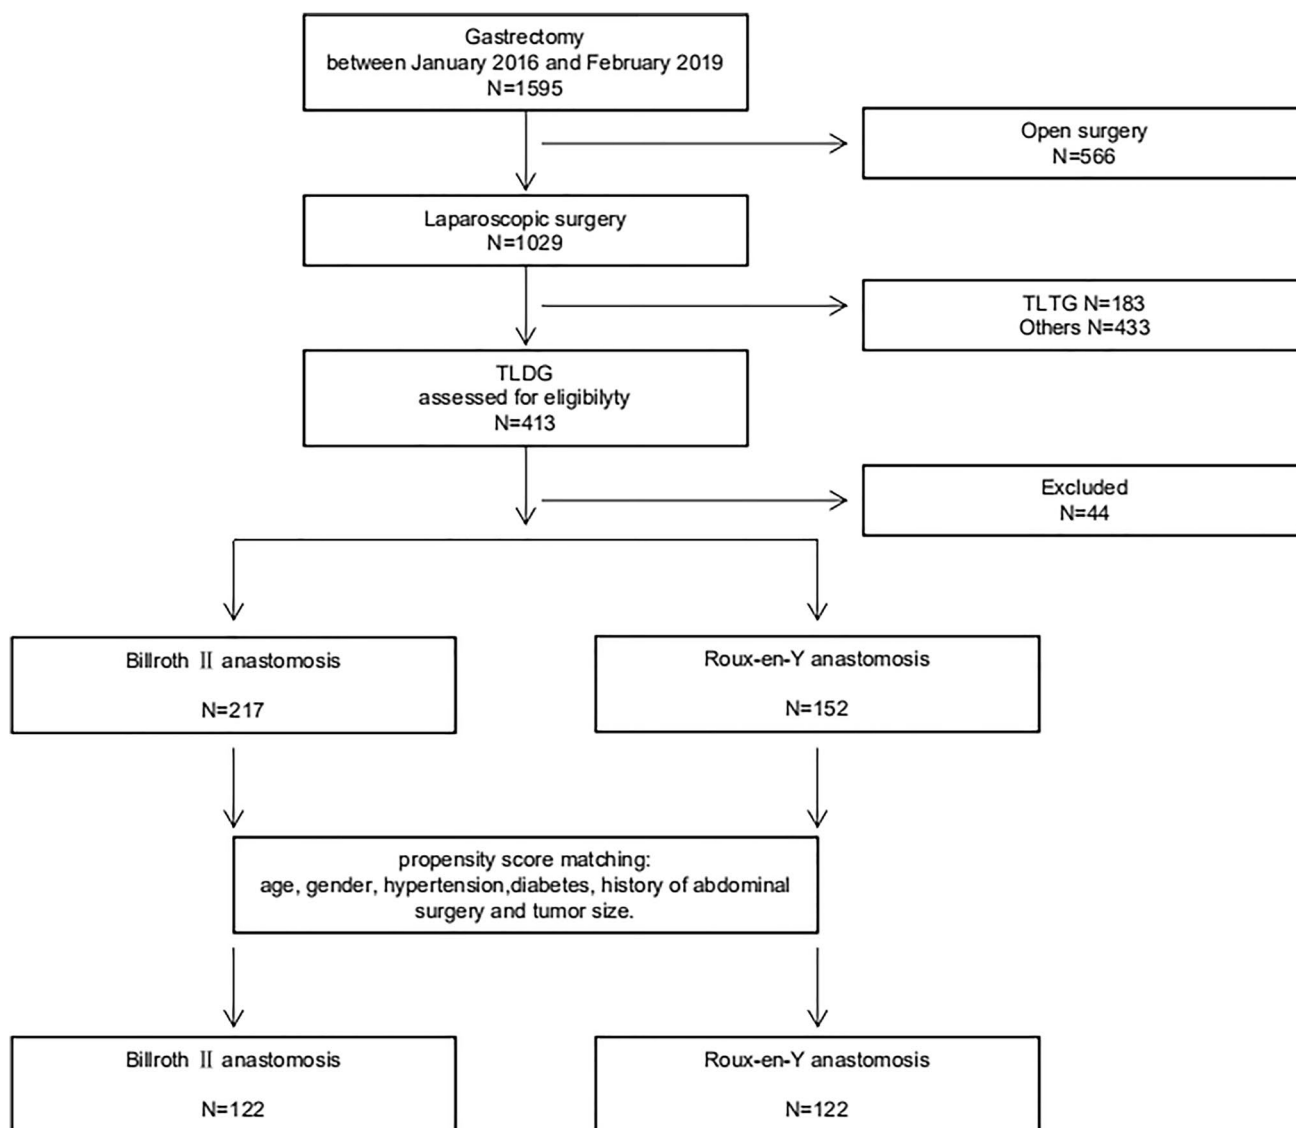 Gastrectomy
between January 2016 and February 2019
N=1595
Open surgery
N=566
Laparoscopic surgery
N=1029
TLTG N=183
Others N=433
TLDG
assessed for eligibilyty
N=413
Excluded
N=44
Billroth Ⅱ anastomosis
N=217
Roux-en-Y anastomosis
N=152
propensity score matching:
age, gender, hypertension,diabetes, history of abdominal
surgery and tumor size.
Billroth Ⅱ anastomosis
N=122
Roux-en-Y anastomosis
N=122